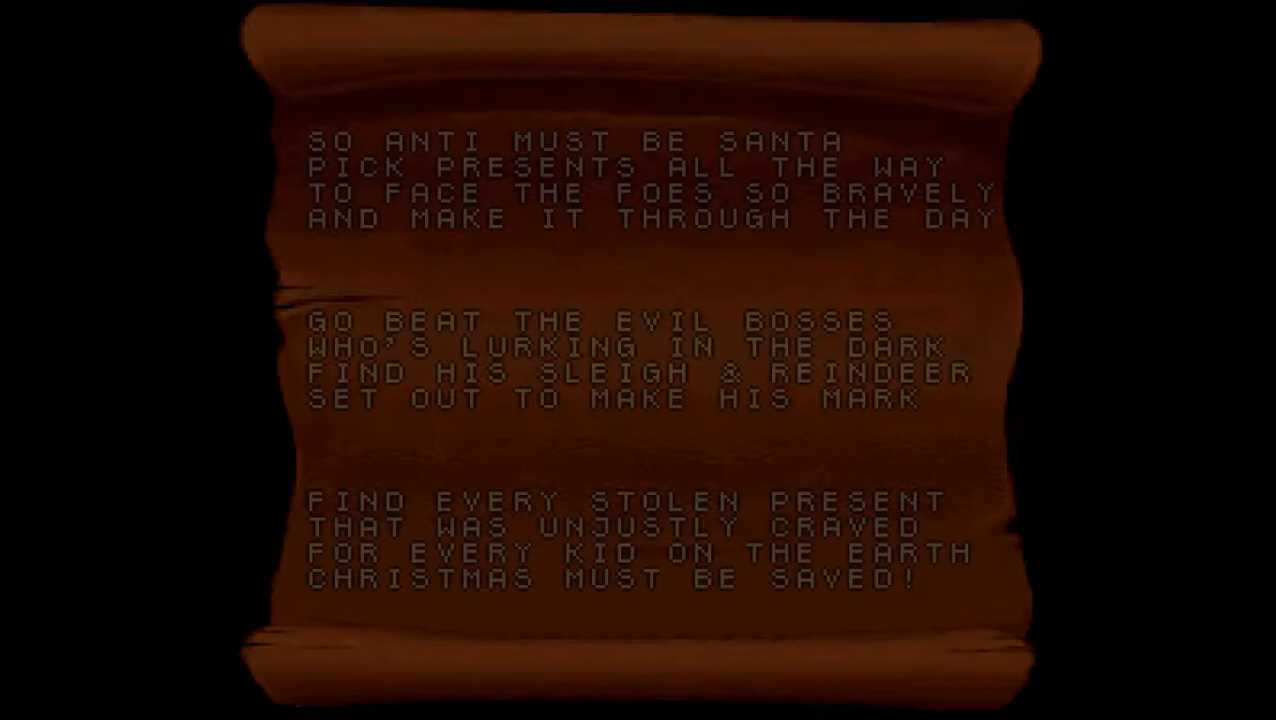 SO ANTI MUST BE SANTA
PICK PRESENTS ALL THE WAY
TO FACE THE FOES SO BRAVELY
AND MAKE IT THROUGH THE DAY
GO BEAT THE EVIL BOSSES
WHO'S LURKING IN THE DARK
FIND HIS SLEIGH & REINDEER
SET OUT TO MAKE HIS MARK
FIND EVERY STOLEN PRESENT
THAT WAS UNJUSTLY CRAVED
FOR EVERY KID ON THE EARTH
CHRISTMAS MUST BE SAVED!